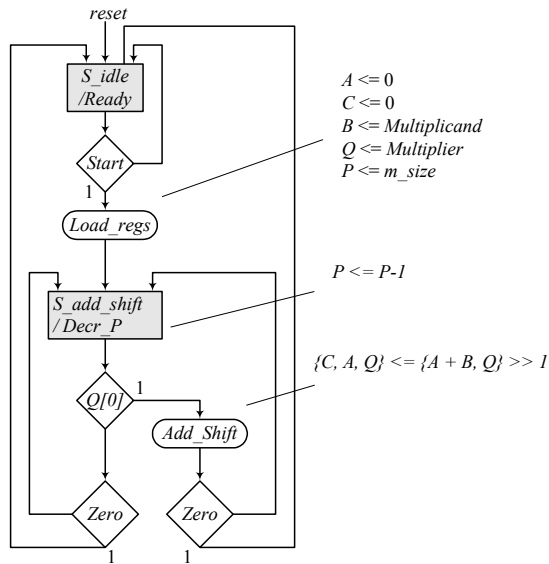 reset
S_idle
/Ready
Start
1
Load_regs
A <= 0
C <= 0
B <= Multiplicand
Q <= Multiplier
P <= m_size
S_add_shift
/ Decr_P
P <= P-1
Q[0]
1
Add_Shift
{C, A, Q} <= {A + B, Q} >> 1
Zero
1
Zero
1